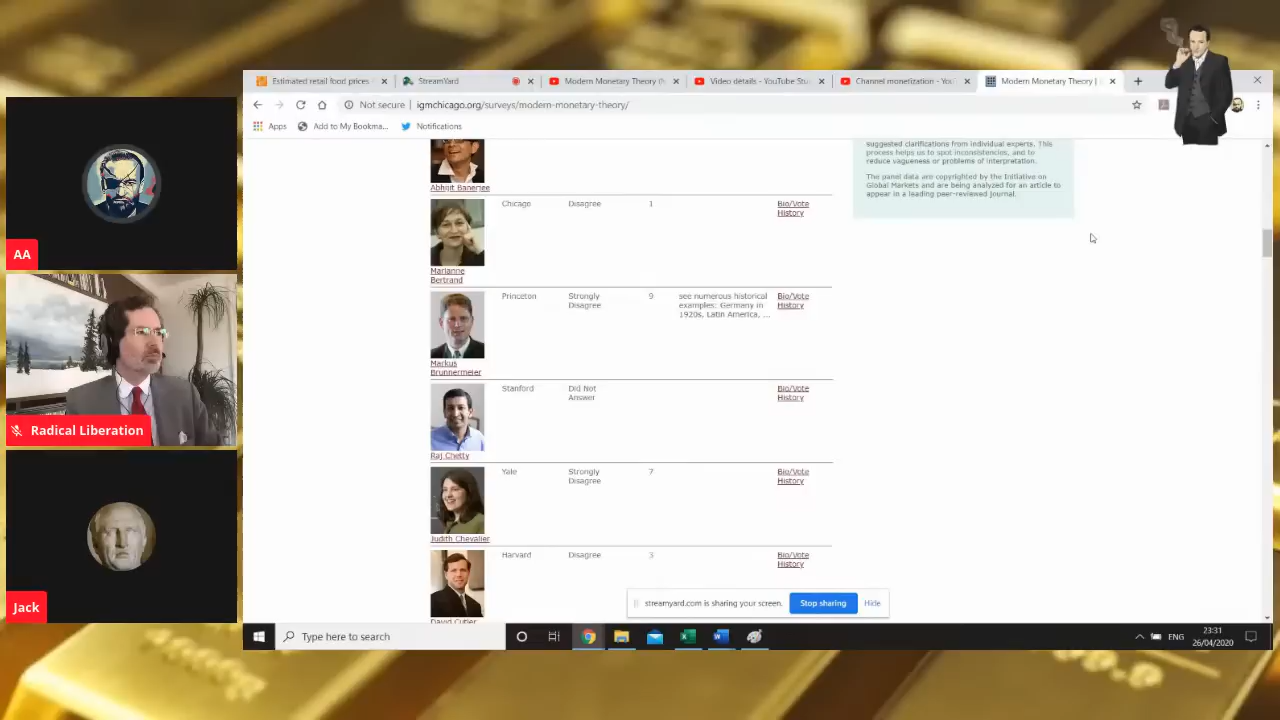 Estimated retail food prices
StreamYard
Modern Monetary Theory th
Video details - YouTube Stu
Channel monetization - You
Modern Monetary Theory |
Not secure
igmchicago.org/surveys/modern-monetary-theory/
Apps
Add to My Bookma...
Notifications
suggested clarifications from individual experts. This
process helps us to spot inconsistencies, and to
reduce vagueness or problems of interpretation.
The panel data are copyrighted by the Initiative on
Global Markets and are being analyzed for an article to
appear in a leading peer-reviewed journal.
Abhijit Banerjee
Chicago
Disagree
1
Bio/Vote
History
Marianne
Bertrand
Princeton
Strongly
Disagree
9
see numerous historical
examples: Germany in
1920s, Latin America, ...
Bio/Vote
History
Markus
Brunnermeier
Stanford
Did Not
Answer
Bio/Vote
History
Raj Chetty
Yale
Strongly
Disagree
7
Bio/Vote
History
Judith Chevalier
Harvard
Disagree
3
Bio/Vote
History
David Cutler
streamyard.com is sharing your screen.
Stop sharing
Hide
Type here to search
ENG
23:31
26/04/2020
AA
Radical Liberation
Jack